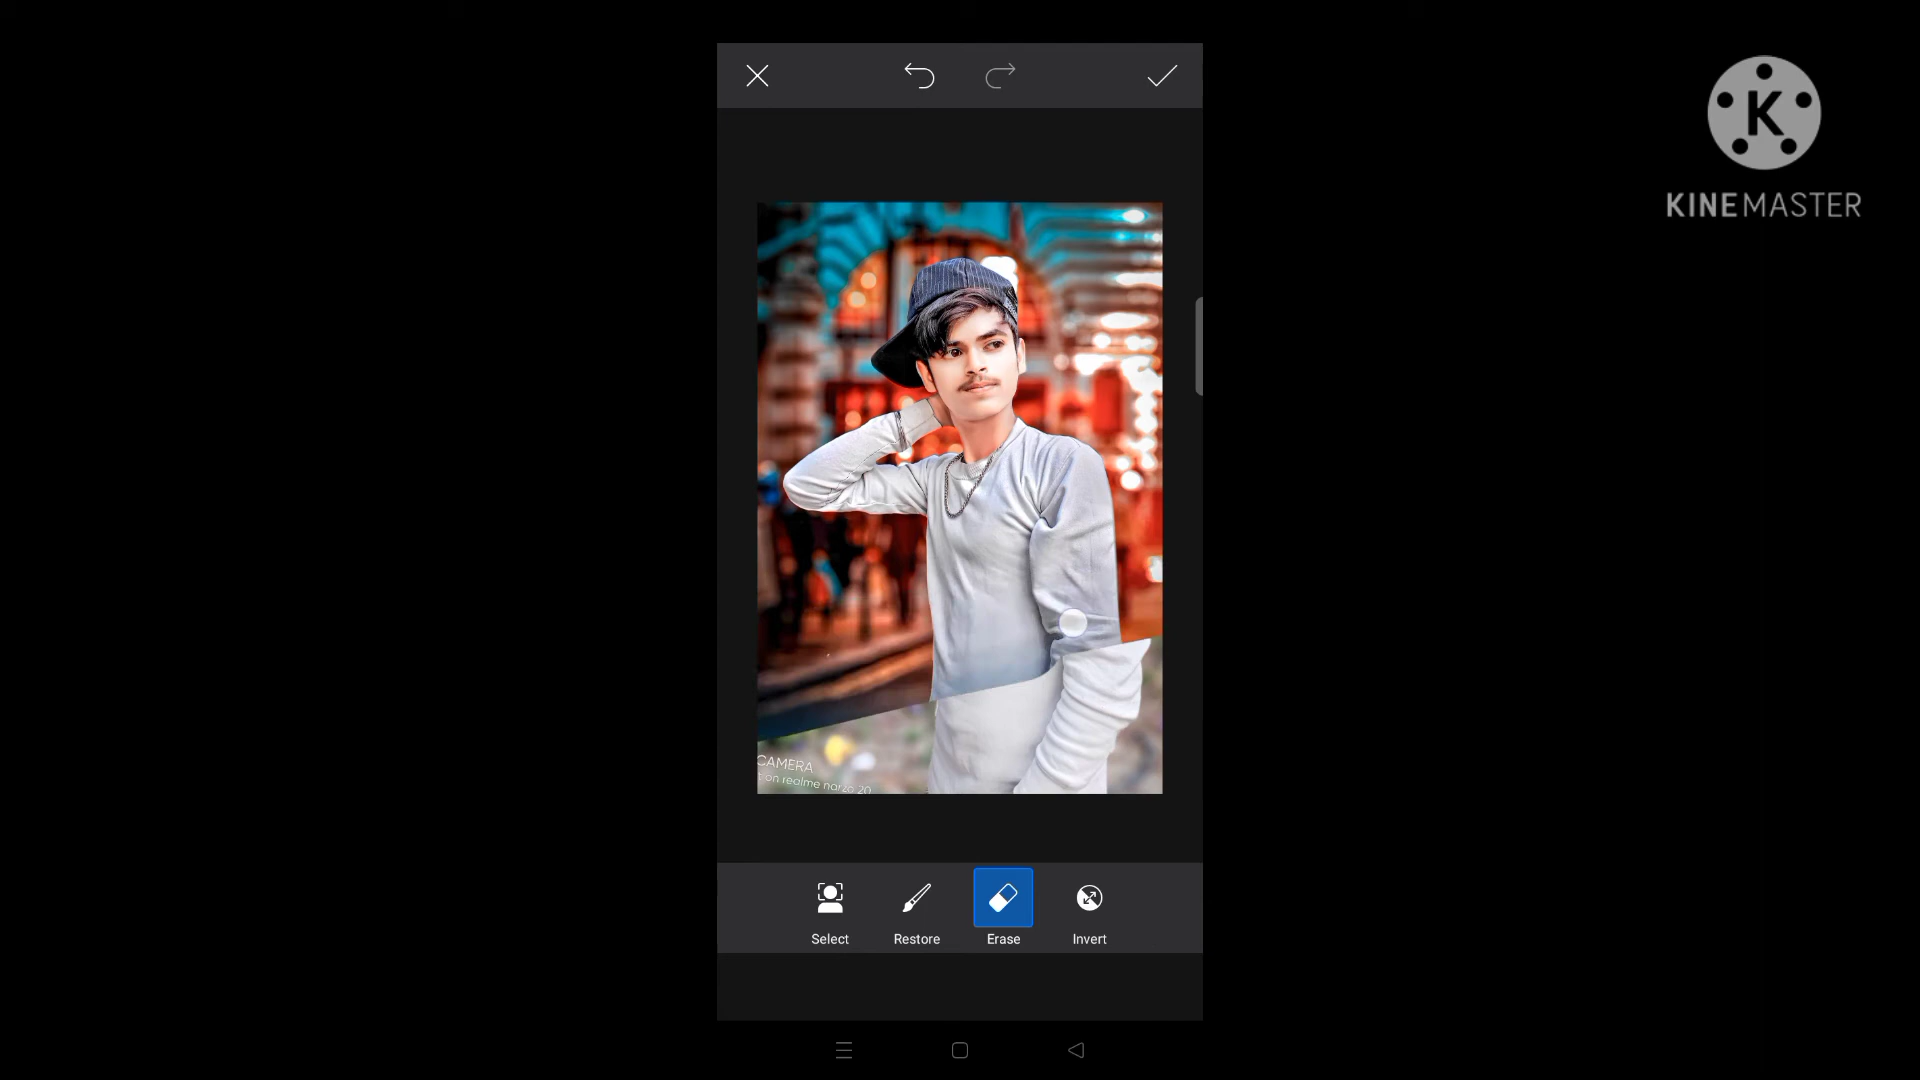 K
KINEMASTER
CAMERA
t on realme narzo 20
Select
Restore
Erase
Invert